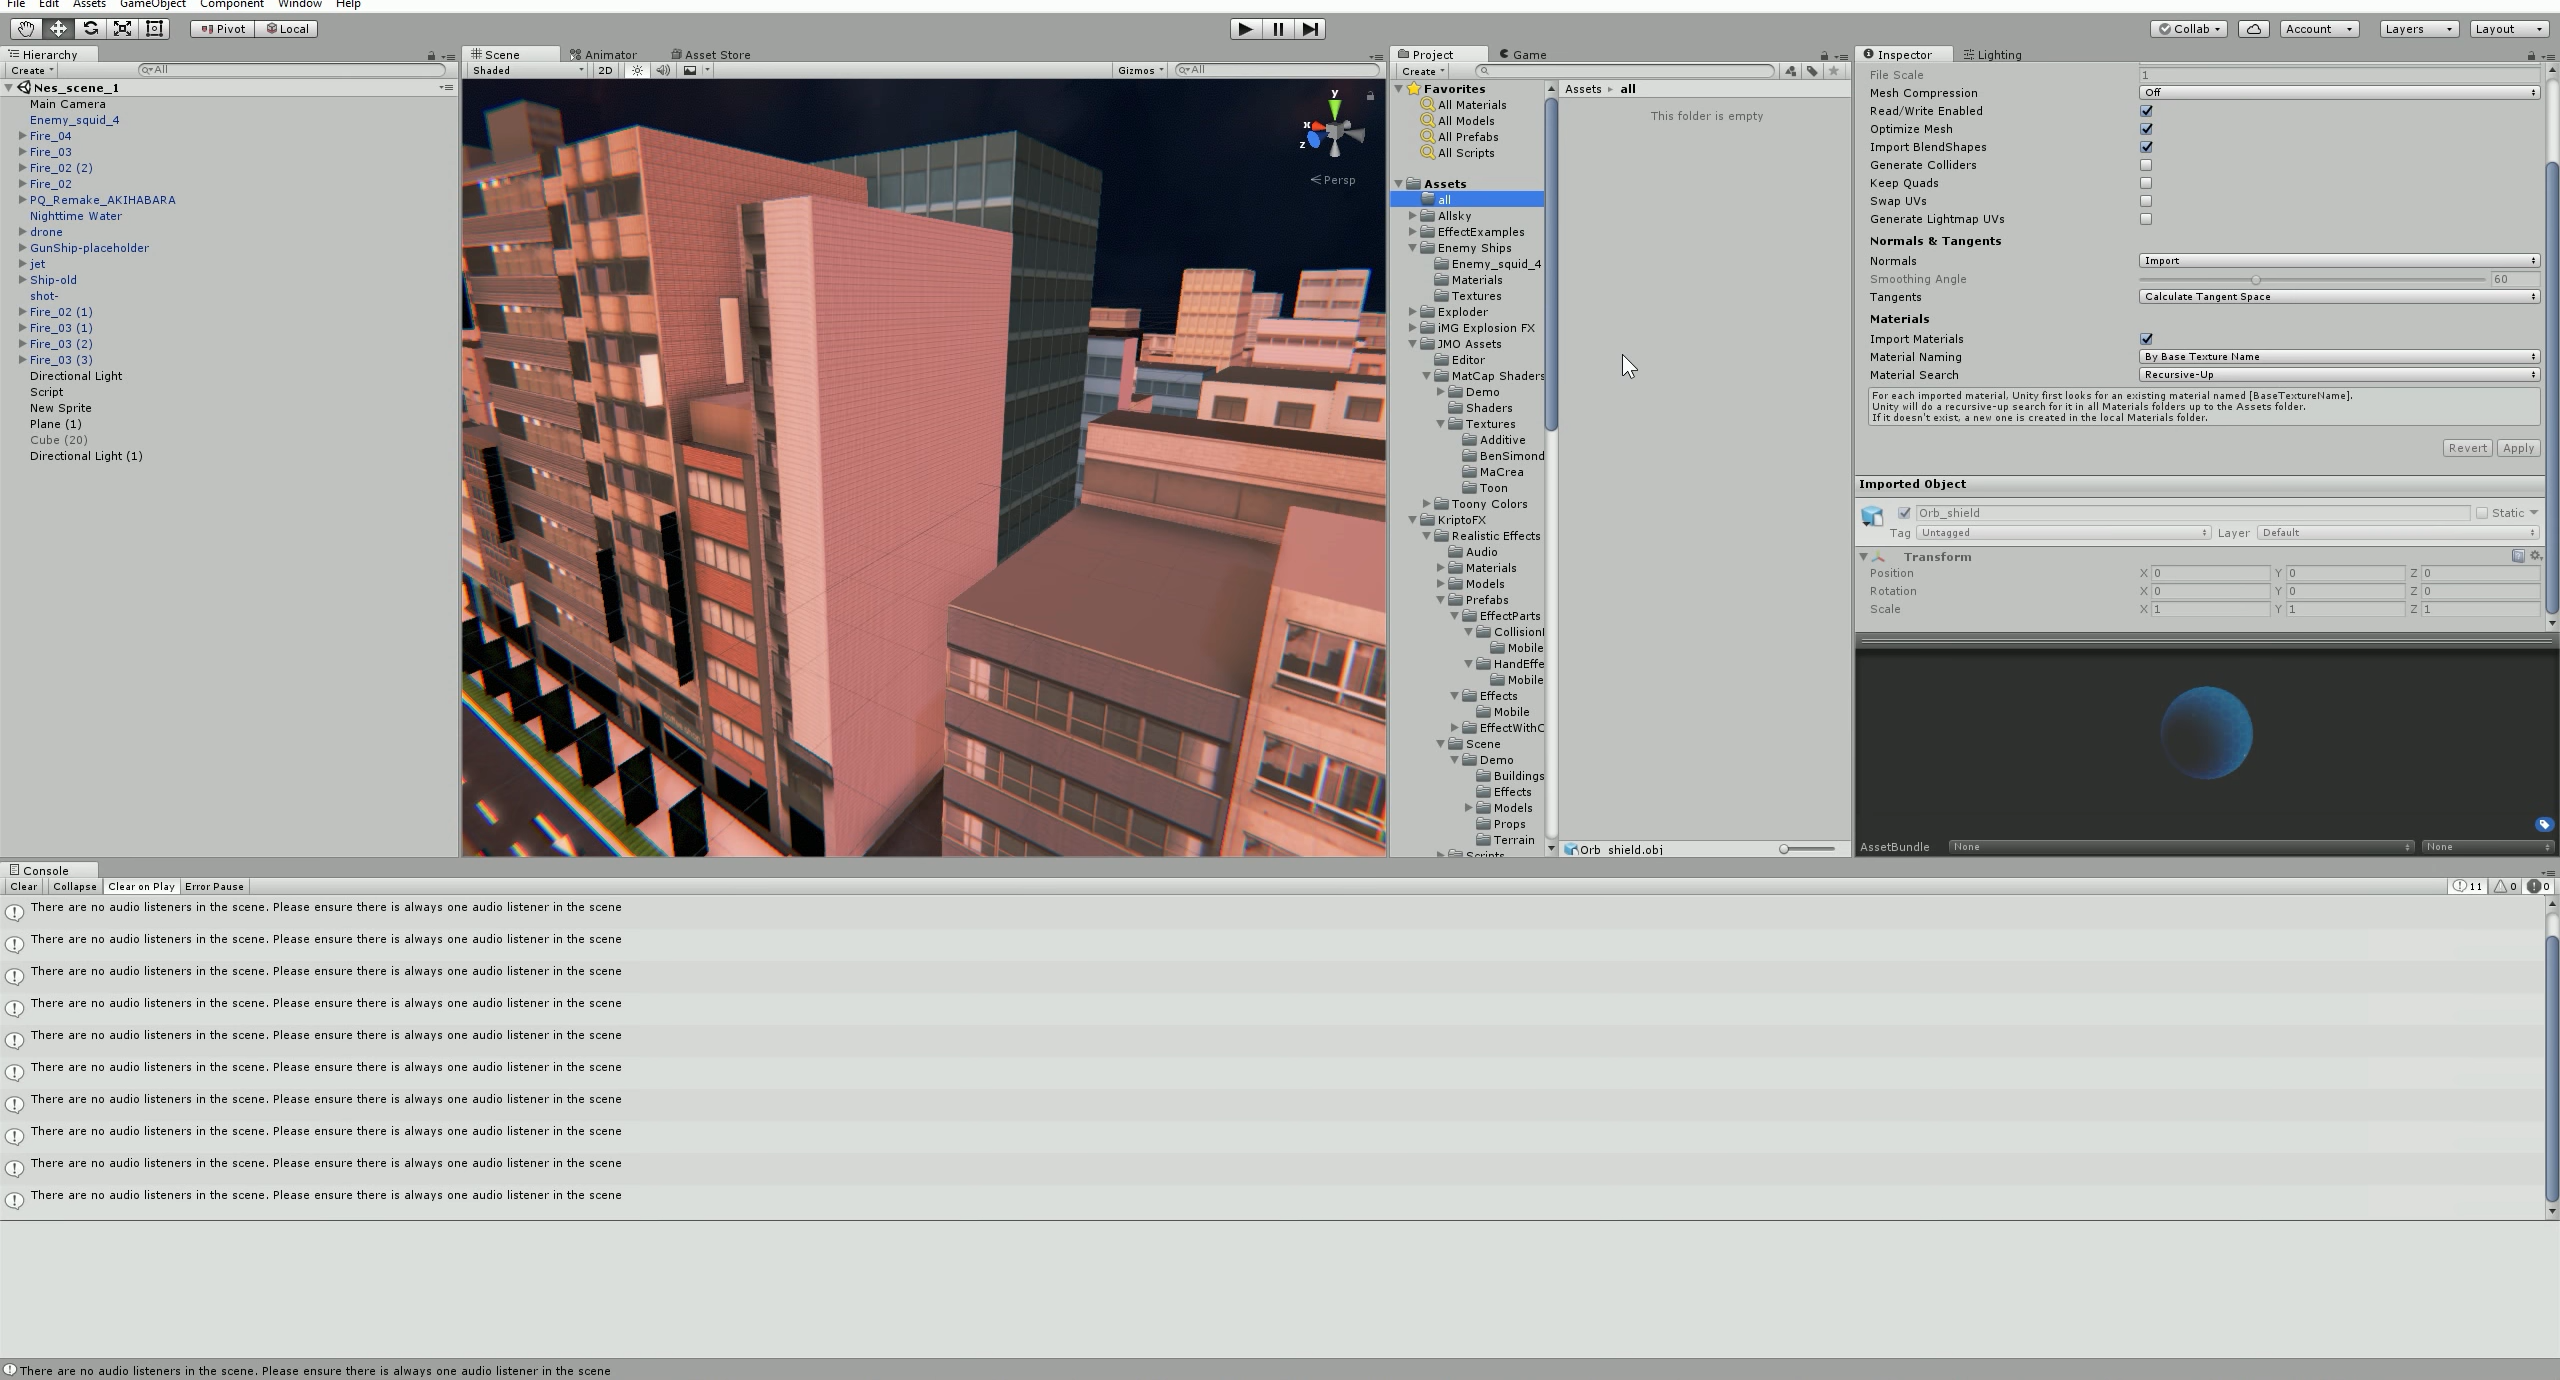 File Edit Assets GameObject Component Window Help
Pivot Local
Collab Account Layers Layout
Hierarchy
Create All
Nes_scene_1
Main Camera
Enemy_squid_4
Fire_04
Fire_03
Fire_02 (2)
Fire_02
PQ_Remake_AKIHABARA
Nighttime Water
drone
GunShip-placeholder
jet
Ship-old
shot-
Fire_02 (1)
Fire_03 (1)
Fire_03 (2)
Fire_03 (3)
Directional Light
Script
New Sprite
Plane (1)
Cube (20)
Directional Light (1)
Scene Animator Asset Store
Shaded 2D Gizmos All
y
x
z
Persp
Project Game
Create
Favorites
All Materials
All Models
All Prefabs
All Scripts
Assets
all
Allsky
EffectExamples
Enemy Ships
Enemy_squid_4
Materials
Textures
Exploder
iMG Explosion FX
JMO Assets
Editor
MatCap Shaders
Demo
Shaders
Textures
Additive
BenSimond
MaCrea
Toon
Toony Colors
KriptoFX
Realistic Effects
Audio
Materials
Models
Prefabs
EffectParts
Collision
Mobile
HandEffe
Mobile
Effects
Mobile
EffectWithC
Scene
Demo
Buildings
Effects
Models
Props
Terrain
Scripts
Assets all
This folder is empty
Orb_shield.obj
Inspector Lighting
File Scale 1
Mesh Compression Off
Read/Write Enabled
Optimize Mesh
Import BlendShapes
Generate Colliders
Keep Quads
Swap UVs
Generate Lightmap UVs
Normals & Tangents
Normals Import
Smoothing Angle 60
Tangents Calculate Tangent Space
Materials
Import Materials
Material Naming By Base Texture Name
Material Search Recursive-Up
For each imported material, Unity first looks for an existing material named [BaseTextureName].
Unity will do a recursive-up search for it in all Materials folders up to the Assets folder.
If it doesn't exist, a new one is created in the local Materials folder.
Revert Apply
Imported Object
Orb_shield Static
Tag Untagged Layer Default
Transform
Position X 0 Y 0 Z 0
Rotation X 0 Y 0 Z 0
Scale X 1 Y 1 Z 1
AssetBundle None None
Console
Clear Collapse Clear on Play Error Pause 11 0 0
There are no audio listeners in the scene. Please ensure there is always one audio listener in the scene
There are no audio listeners in the scene. Please ensure there is always one audio listener in the scene
There are no audio listeners in the scene. Please ensure there is always one audio listener in the scene
There are no audio listeners in the scene. Please ensure there is always one audio listener in the scene
There are no audio listeners in the scene. Please ensure there is always one audio listener in the scene
There are no audio listeners in the scene. Please ensure there is always one audio listener in the scene
There are no audio listeners in the scene. Please ensure there is always one audio listener in the scene
There are no audio listeners in the scene. Please ensure there is always one audio listener in the scene
There are no audio listeners in the scene. Please ensure there is always one audio listener in the scene
There are no audio listeners in the scene. Please ensure there is always one audio listener in the scene
There are no audio listeners in the scene. Please ensure there is always one audio listener in the scene